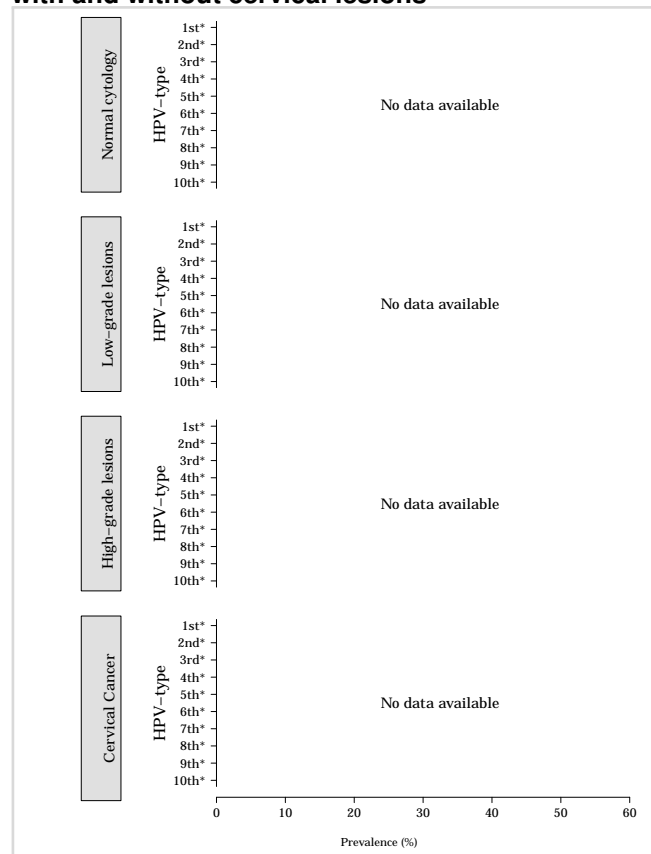 with and without cervical lesions
Normal cytology
HPV−type
1st*
2nd*
3rd*
4th*
5th*
6th*
7th*
8th*
9th*
10th*
No data available
Low−grade lesions
HPV−type
1st*
2nd*
3rd*
4th*
5th*
6th*
7th*
8th*
9th*
10th*
No data available
High−grade lesions
HPV−type
1st*
2nd*
3rd*
4th*
5th*
6th*
7th*
8th*
9th*
10th*
No data available
Cervical Cancer
HPV−type
1st*
2nd*
3rd*
4th*
5th*
6th*
7th*
8th*
9th*
10th*
No data available
0 10 20 30 40 50 60
Prevalence (%)